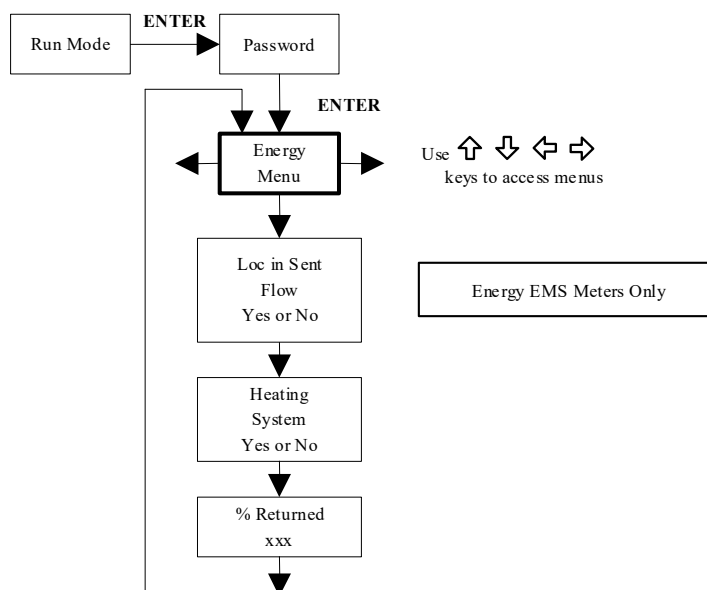 ENTER
Run Mode
Password
ENTER
Energy
Menu
Use
keys to access menus
Loc in Sent
Flow
Yes or No
Energy EMS Meters Only
Heating
System
Yes or No
% Returned
xxx